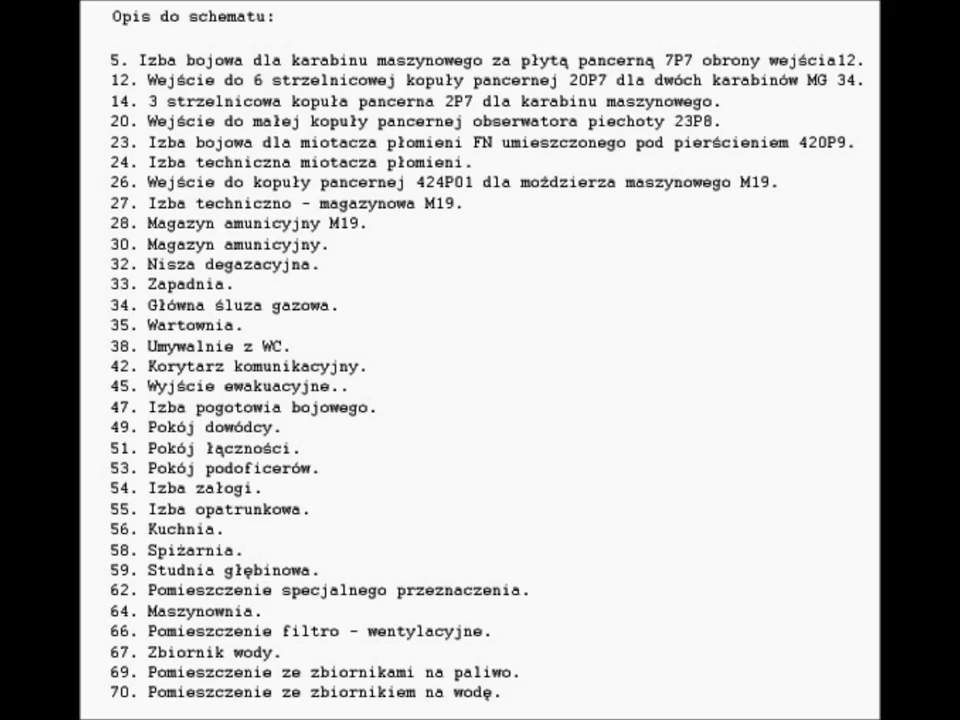 Opis do schematu:
5. Izba bojowa dla karabinu maszynowego za płytą pancerną 7P7 obrony wejścia12.
12. Wejście do 6 strzelnicowej kopuły pancernej 20P7 dla dwóch karabinów MG 34.
14. 3 strzelnicowa kopuła pancerna 2P7 dla karabinu maszynowego.
20. Wejście do małej kopuły pancernej obserwatora piechoty 23P8.
23. Izba bojowa dla miotacza płomieni FN umieszczonego pod pierścieniem 420P9.
24. Izba techniczna miotacza płomieni.
26. Wejście do kopuły pancernej 424P01 dla moździerza maszynowego M19.
27. Izba techniczno - magazynowa M19.
28. Magazyn amunicyjny M19.
30. Magazyn amunicyjny.
32. Nisza degazacyjna.
33. Zapadnia.
34. Główna śluza gazowa.
35. Wartownia.
38. Umywalnie z WC.
42. Korytarz komunikacyjny.
45. Wyjście ewakuacyjne..
47. Izba pogotowia bojowego.
49. Pokój dowódcy.
51. Pokój łączności.
53. Pokój podoficerów.
54. Izba załogi.
55. Izba opatrunkowa.
56. Kuchnia.
58. Spiżarnia.
59. Studnia głębinowa.
62. Pomieszczenie specjalnego przeznaczenia.
64. Maszynownia.
66. Pomieszczenie filtro - wentylacyjne.
67. Zbiornik wody.
69. Pomieszczenie ze zbiornikami na paliwo.
70. Pomieszczenie ze zbiornikiem na wodę.